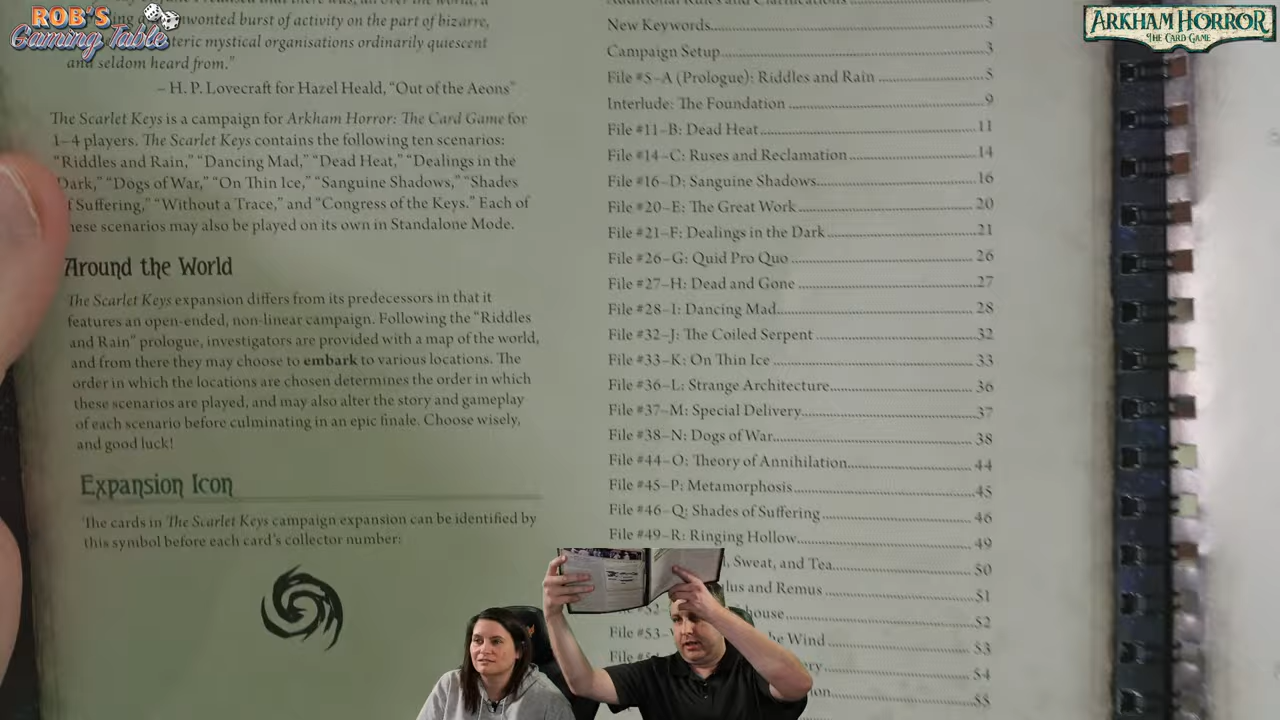 ROB'S
Gaming Table
ARKHAM HORROR
THE CARD GAME
unwonted burst of activity on the part of bizarre,
mystical organisations ordinarily quiescent
and seldom heard from.”
– H. P. Lovecraft for Hazel Heald, “Out of the Aeons”
The Scarlet Keys is a campaign for Arkham Horror: The Card Game for
1–4 players. The Scarlet Keys contains the following ten scenarios:
“Riddles and Rain,” “Dancing Mad,” “Dead Heat,” “Dealings in the
Dark,” “Dogs of War,” “On Thin Ice,” “Sanguine Shadows,” “Shades
of Suffering,” “Without a Trace,” and “Congress of the Keys.” Each of
these scenarios may also be played on its own in Standalone Mode.
Around the World
The Scarlet Keys expansion differs from its predecessors in that it
features an open-ended, non-linear campaign. Following the “Riddles
and Rain” prologue, investigators are provided with a map of the world,
and from there they may choose to embark to various locations. The
order in which the locations are chosen determines the order in which
these scenarios are played, and may also alter the story and gameplay
of each scenario before culminating in an epic finale. Choose wisely,
and good luck!
Expansion Icon
The cards in The Scarlet Keys campaign expansion can be identified by
this symbol before each card's collector number:
Additional Rules and Clarifications
New Keywords 3
Campaign Setup 3
File #5–A (Prologue): Riddles and Rain 5
Interlude: The Foundation 9
File #11–B: Dead Heat 11
File #14–C: Ruses and Reclamation 14
File #16–D: Sanguine Shadows 16
File #20–E: The Great Work 20
File #21–F: Dealings in the Dark 21
File #26–G: Quid Pro Quo 26
File #27–H: Dead and Gone 27
File #28–I: Dancing Mad 28
File #32–J: The Coiled Serpent 32
File #33–K: On Thin Ice 33
File #36–L: Strange Architecture 36
File #37–M: Special Delivery 37
File #38–N: Dogs of War 38
File #44–O: Theory of Annihilation 44
File #45–P: Metamorphosis 45
File #46–Q: Shades of Suffering 46
File #49–R: Ringing Hollow 49
, Sweat, and Tea 50
lus and Remus 51
house 52
File #53– he Wind 53
54
55